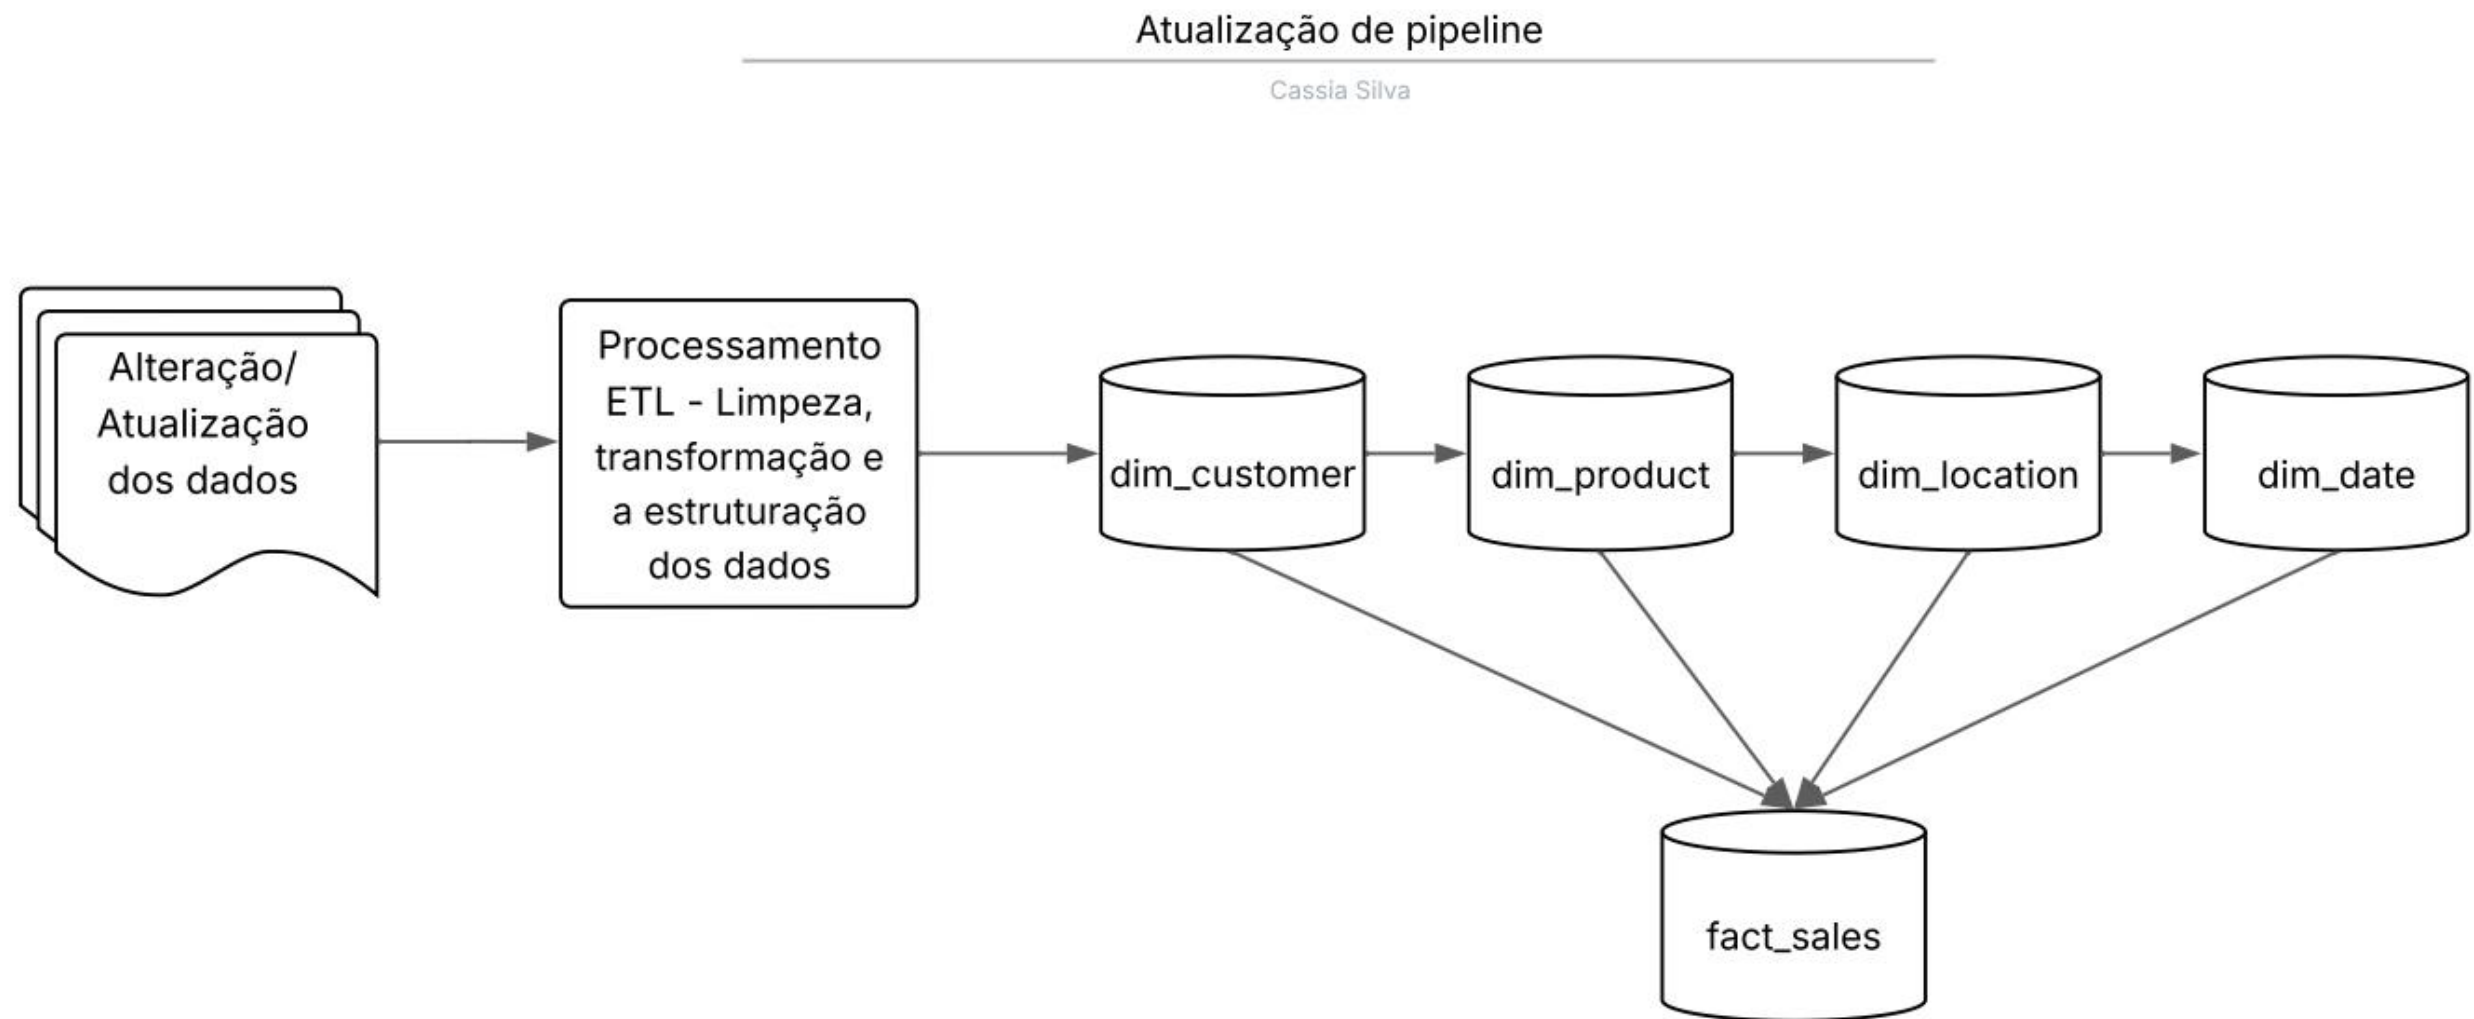 Atualização de pipeline
Cassia Silva
Alteração/
Atualização
dos dados
Processamento
ETL - Limpeza,
transformação e
a estruturação
dos dados
dim_customer
dim_product
dim_location
dim_date
fact_sales